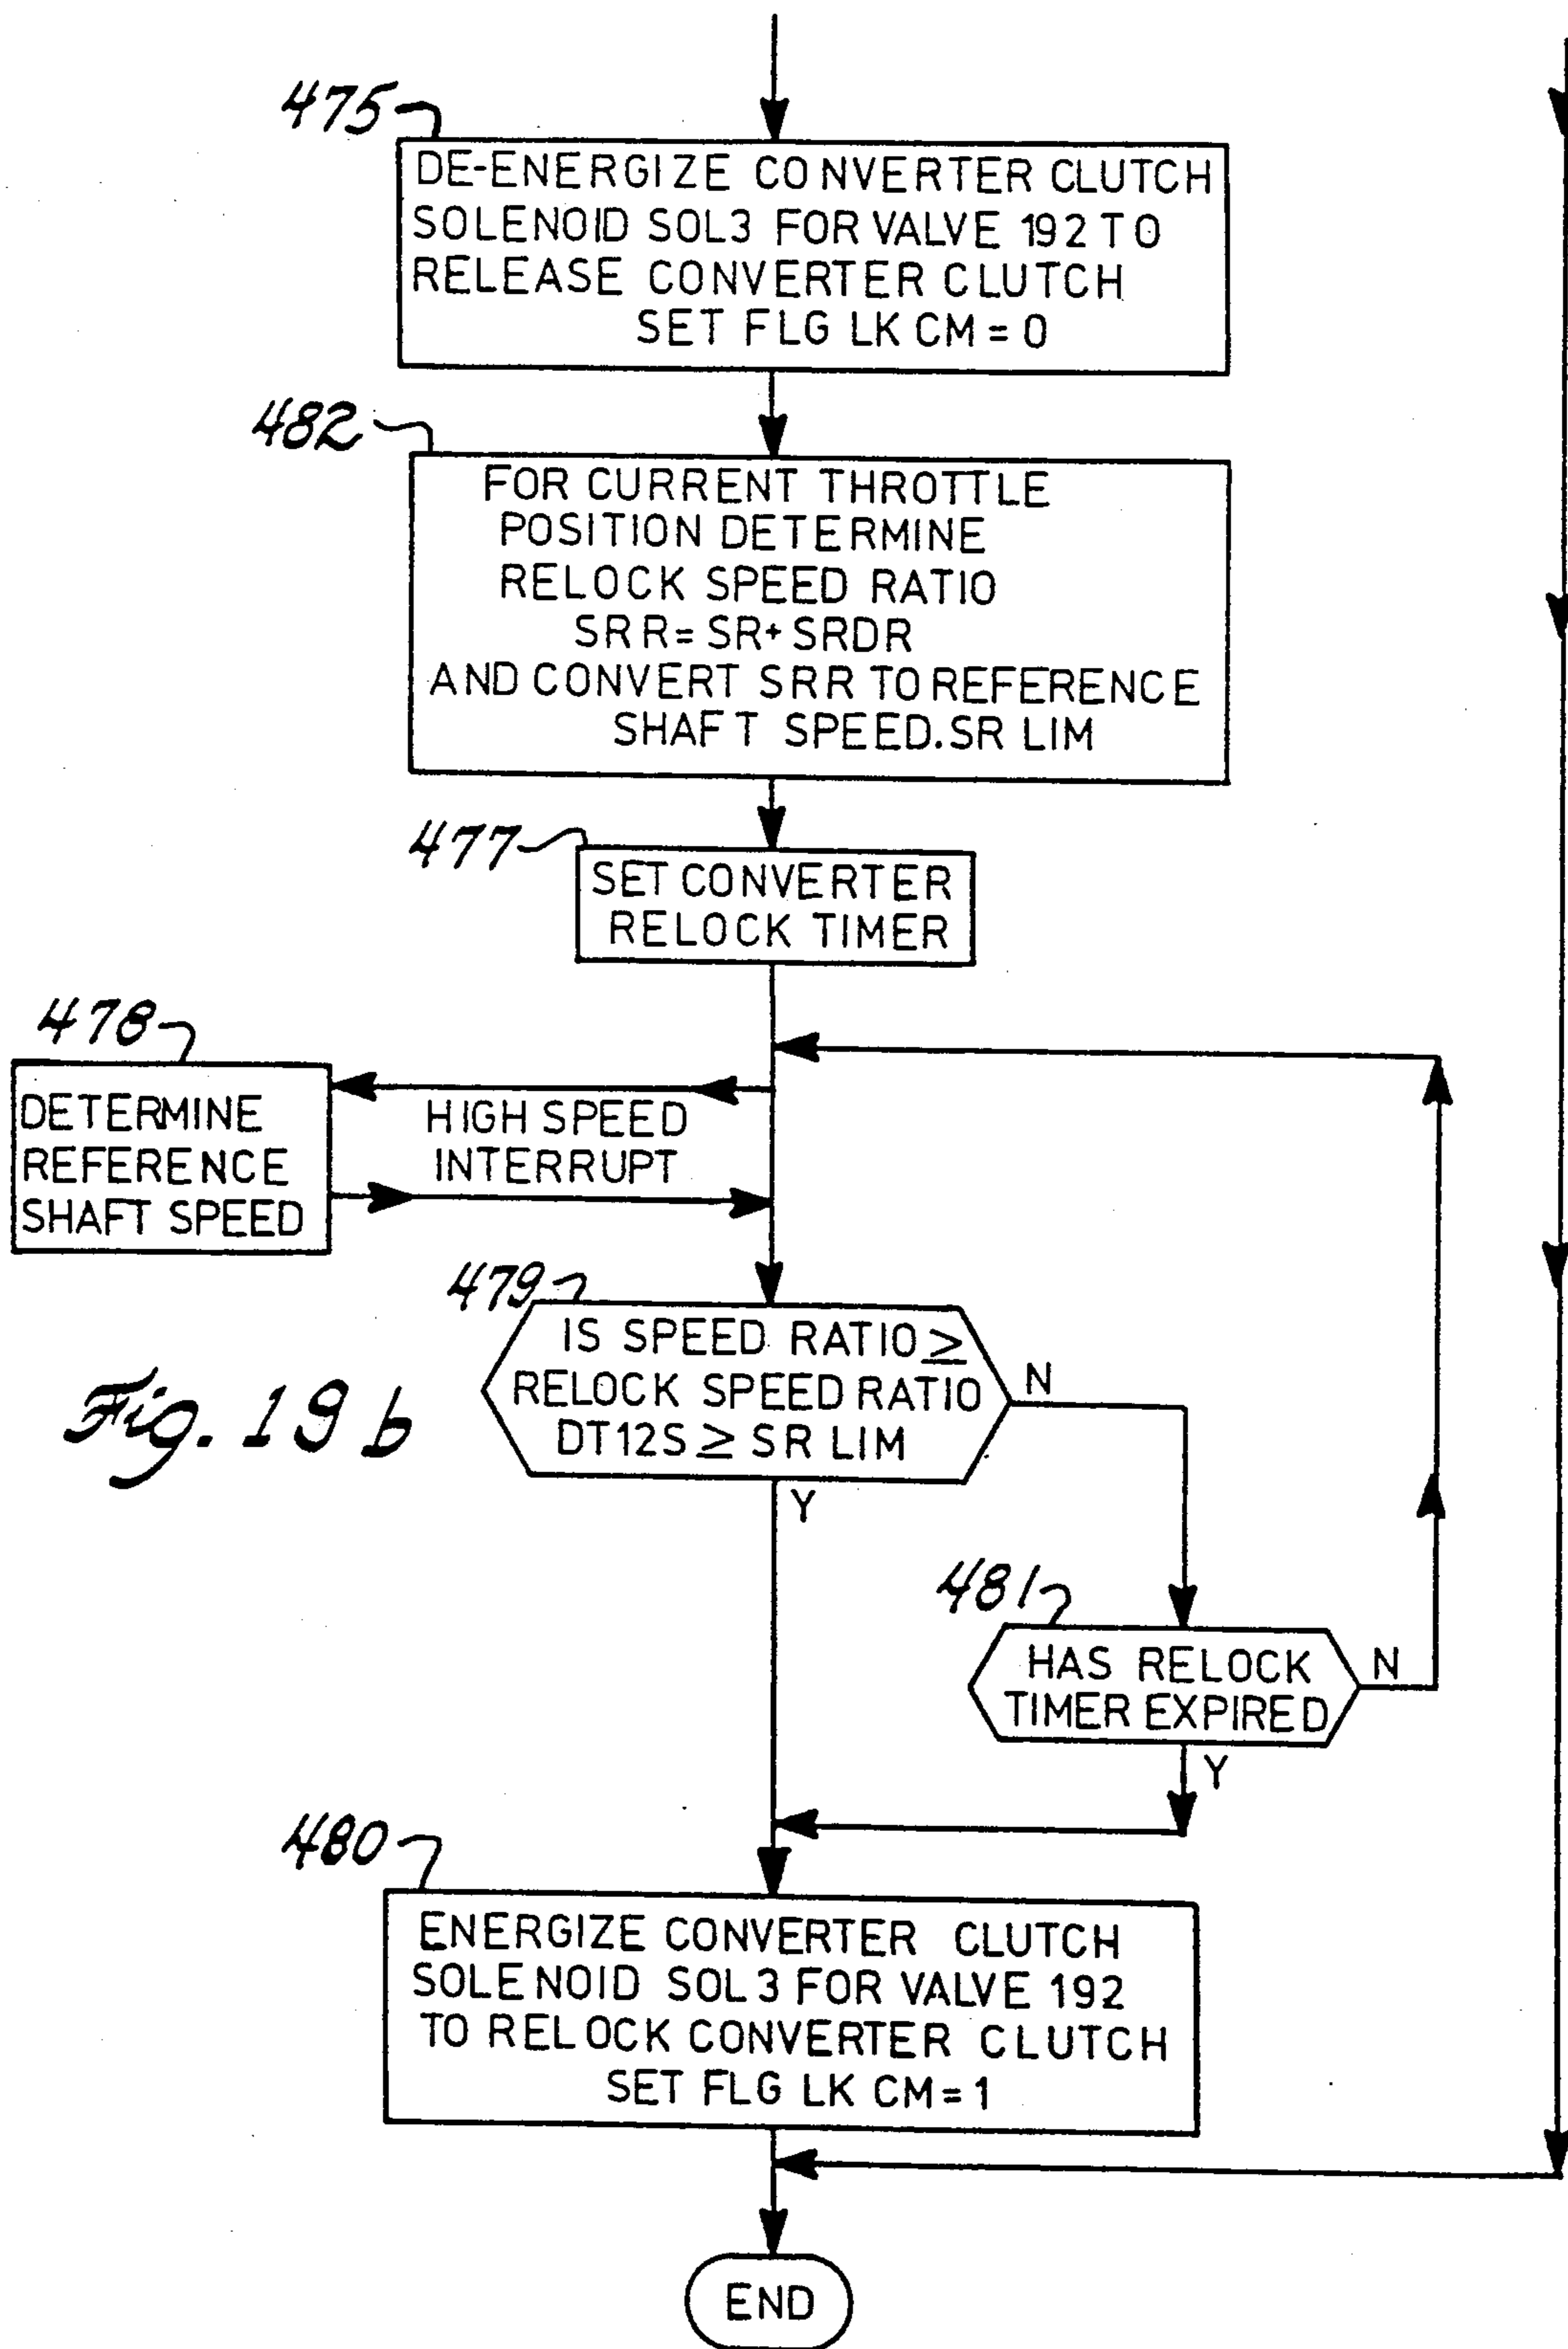 475
DE-ENERGIZE CONVERTER CLUTCH
SOLENOID SOL3 FOR VALVE 192 TO
RELEASE CONVERTER CLUTCH
SET FLG LK CM = 0
482
FOR CURRENT THROTTLE
POSITION DETERMINE
RELOCK SPEED RATIO
SRR = SR + SRDR
AND CONVERT SRR TO REFERENCE
SHAFT SPEED. SR LIM
477
SET CONVERTER
RELOCK TIMER
478
DETERMINE
REFERENCE
SHAFT SPEED
HIGH SPEED
INTERRUPT
479
IS SPEED RATIO ≥
RELOCK SPEED RATIO
DT12S ≥ SR LIM
N
Y
Fig. 19 b
481
HAS RELOCK
TIMER EXPIRED
N
Y
480
ENERGIZE CONVERTER CLUTCH
SOLENOID SOL3 FOR VALVE 192
TO RELOCK CONVERTER CLUTCH
SET FLG LK CM = 1
END